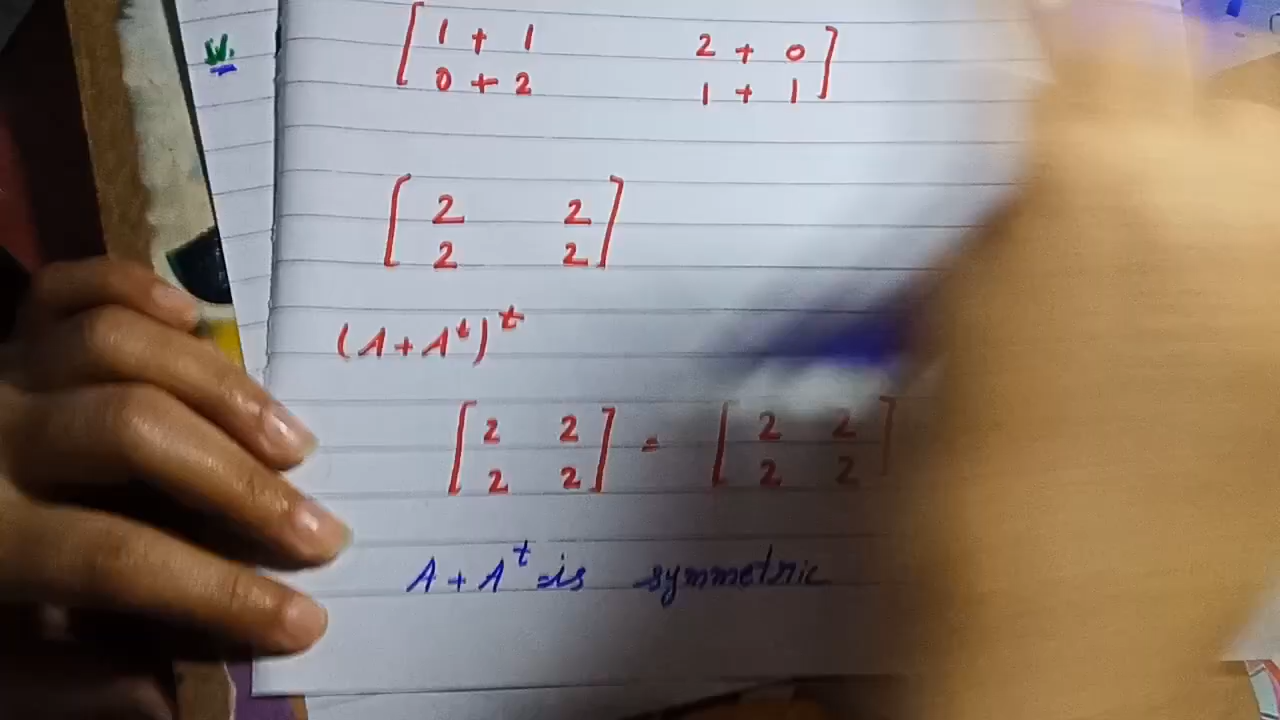 [ 1 + 1 2 + 0
0 + 2 1 + 1 ]
[ 2 2
2 2 ]
(A + A^t)^t
[ 2 2 ] = [ 2 2 ]
[ 2 2 ] [ 2 2 ]
A + A^t = is symmetric